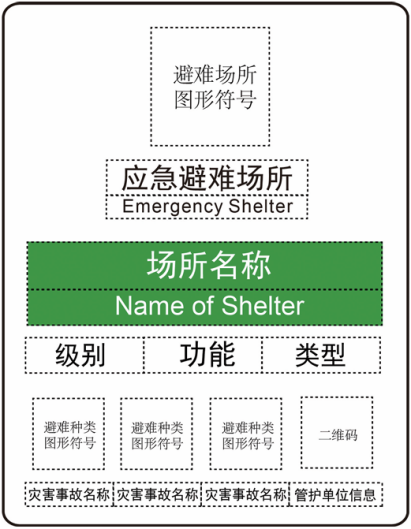 避难场所
图形符号
应急避难场所
Emergency Shelter
场所名称
Name of Shelter
级别 功能 类型
避难种类 避难种类 避难种类
图形符号 图形符号 图形符号 二维码
灾害事故名称 灾害事故名称 灾害事故名称 管护单位信息